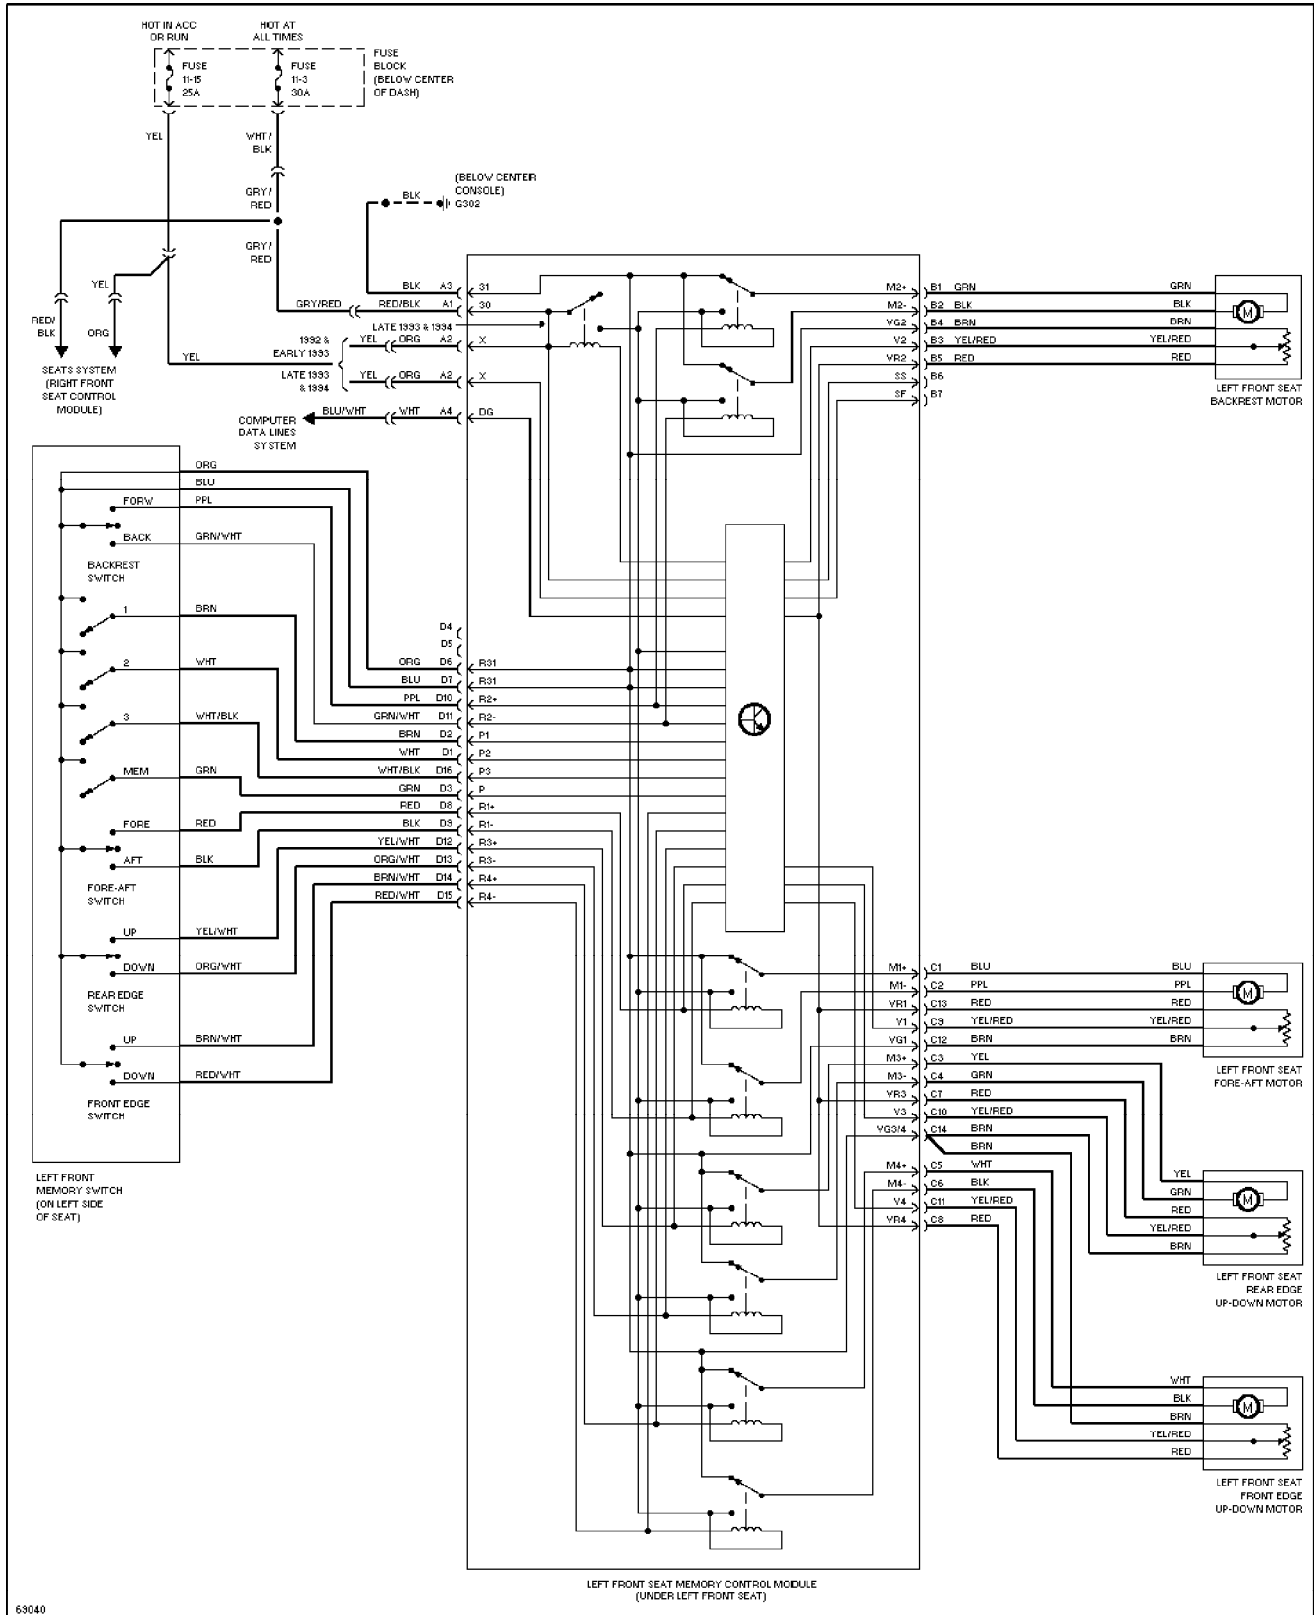 HOT IN ACC
OR RUN
HOT AT
ALL TIMES
FUSE
11-15
25A
FUSE
11-3
30A
FUSE
BLOCK
(BELOW CENTER
OF DASH)
YEL
WHT/
BLK
GRY/
RED
GRY/
RED
BLK
(BELOW CENTER
CONSOLE)
G302
YEL
RED/
BLK
ORG
SEATS SYSTEM
(RIGHT FRONT
SEAT CONTROL
MODULE)
YEL
BLK A3 31
GRY/RED RED/BLK A1 30
LATE 1993 & 1994
1992 &
EARLY 1993
YEL ORG A2 X
LATE 1993
& 1994
YEL ORG A2 X
COMPUTER
DATA LINES
SYSTEM
BLU/WHT WHT A4 DG
M2+ B1 GRN GRN
M2- B2 BLK BLK
VG2 B4 BRN BRN
V2 B3 YEL/RED YEL/RED
VR2 B5 RED RED
SS B6
SF B7
M
LEFT FRONT SEAT
BACKREST MOTOR
ORG
BLU
FORW PPL
BACK GRN/WHT
BACKREST
SWITCH
1 BRN
2 WHT
3 WHT/BLK
MEM GRN
FORE RED
AFT BLK
FORE-AFT
SWITCH
UP YEL/WHT
DOWN ORG/WHT
REAR EDGE
SWITCH
UP BRN/WHT
DOWN RED/WHT
FRONT EDGE
SWITCH
LEFT FRONT
MEMORY SWITCH
(ON LEFT SIDE
OF SEAT)
D4
D5
ORG D6 R31
BLU D7 R31
PPL D10 R2+
GRN/WHT D11 R2-
BRN D2 P1
WHT D1 P2
WHT/BLK D16 P3
GRN D3 P
RED D8 R1+
BLK D9 R1-
YEL/WHT D12 R3+
ORG/WHT D13 R3-
BRN/WHT D14 R4+
RED/WHT D15 R4-
M1+ C1 BLU BLU
M1- C2 PPL PPL
VR1 C13 RED RED
V1 C9 YEL/RED YEL/RED
VG1 C12 BRN BRN
M3+ C3 YEL
M3- C4 GRN
VR3 C7 RED
V3 C10 YEL/RED
VG3/4 C14 BRN
BRN
M4+ C5 WHT
M4- C6 BLK
V4 C11 YEL/RED
VR4 C8 RED
M
LEFT FRONT SEAT
FORE-AFT MOTOR
YEL
GRN
RED
YEL/RED
BRN
M
LEFT FRONT SEAT
REAR EDGE
UP-DOWN MOTOR
WHT
BLK
BRN
YEL/RED
RED
M
LEFT FRONT SEAT
FRONT EDGE
UP-DOWN MOTOR
LEFT FRONT SEAT MEMORY CONTROL MODULE
(UNDER LEFT FRONT SEAT)
69040